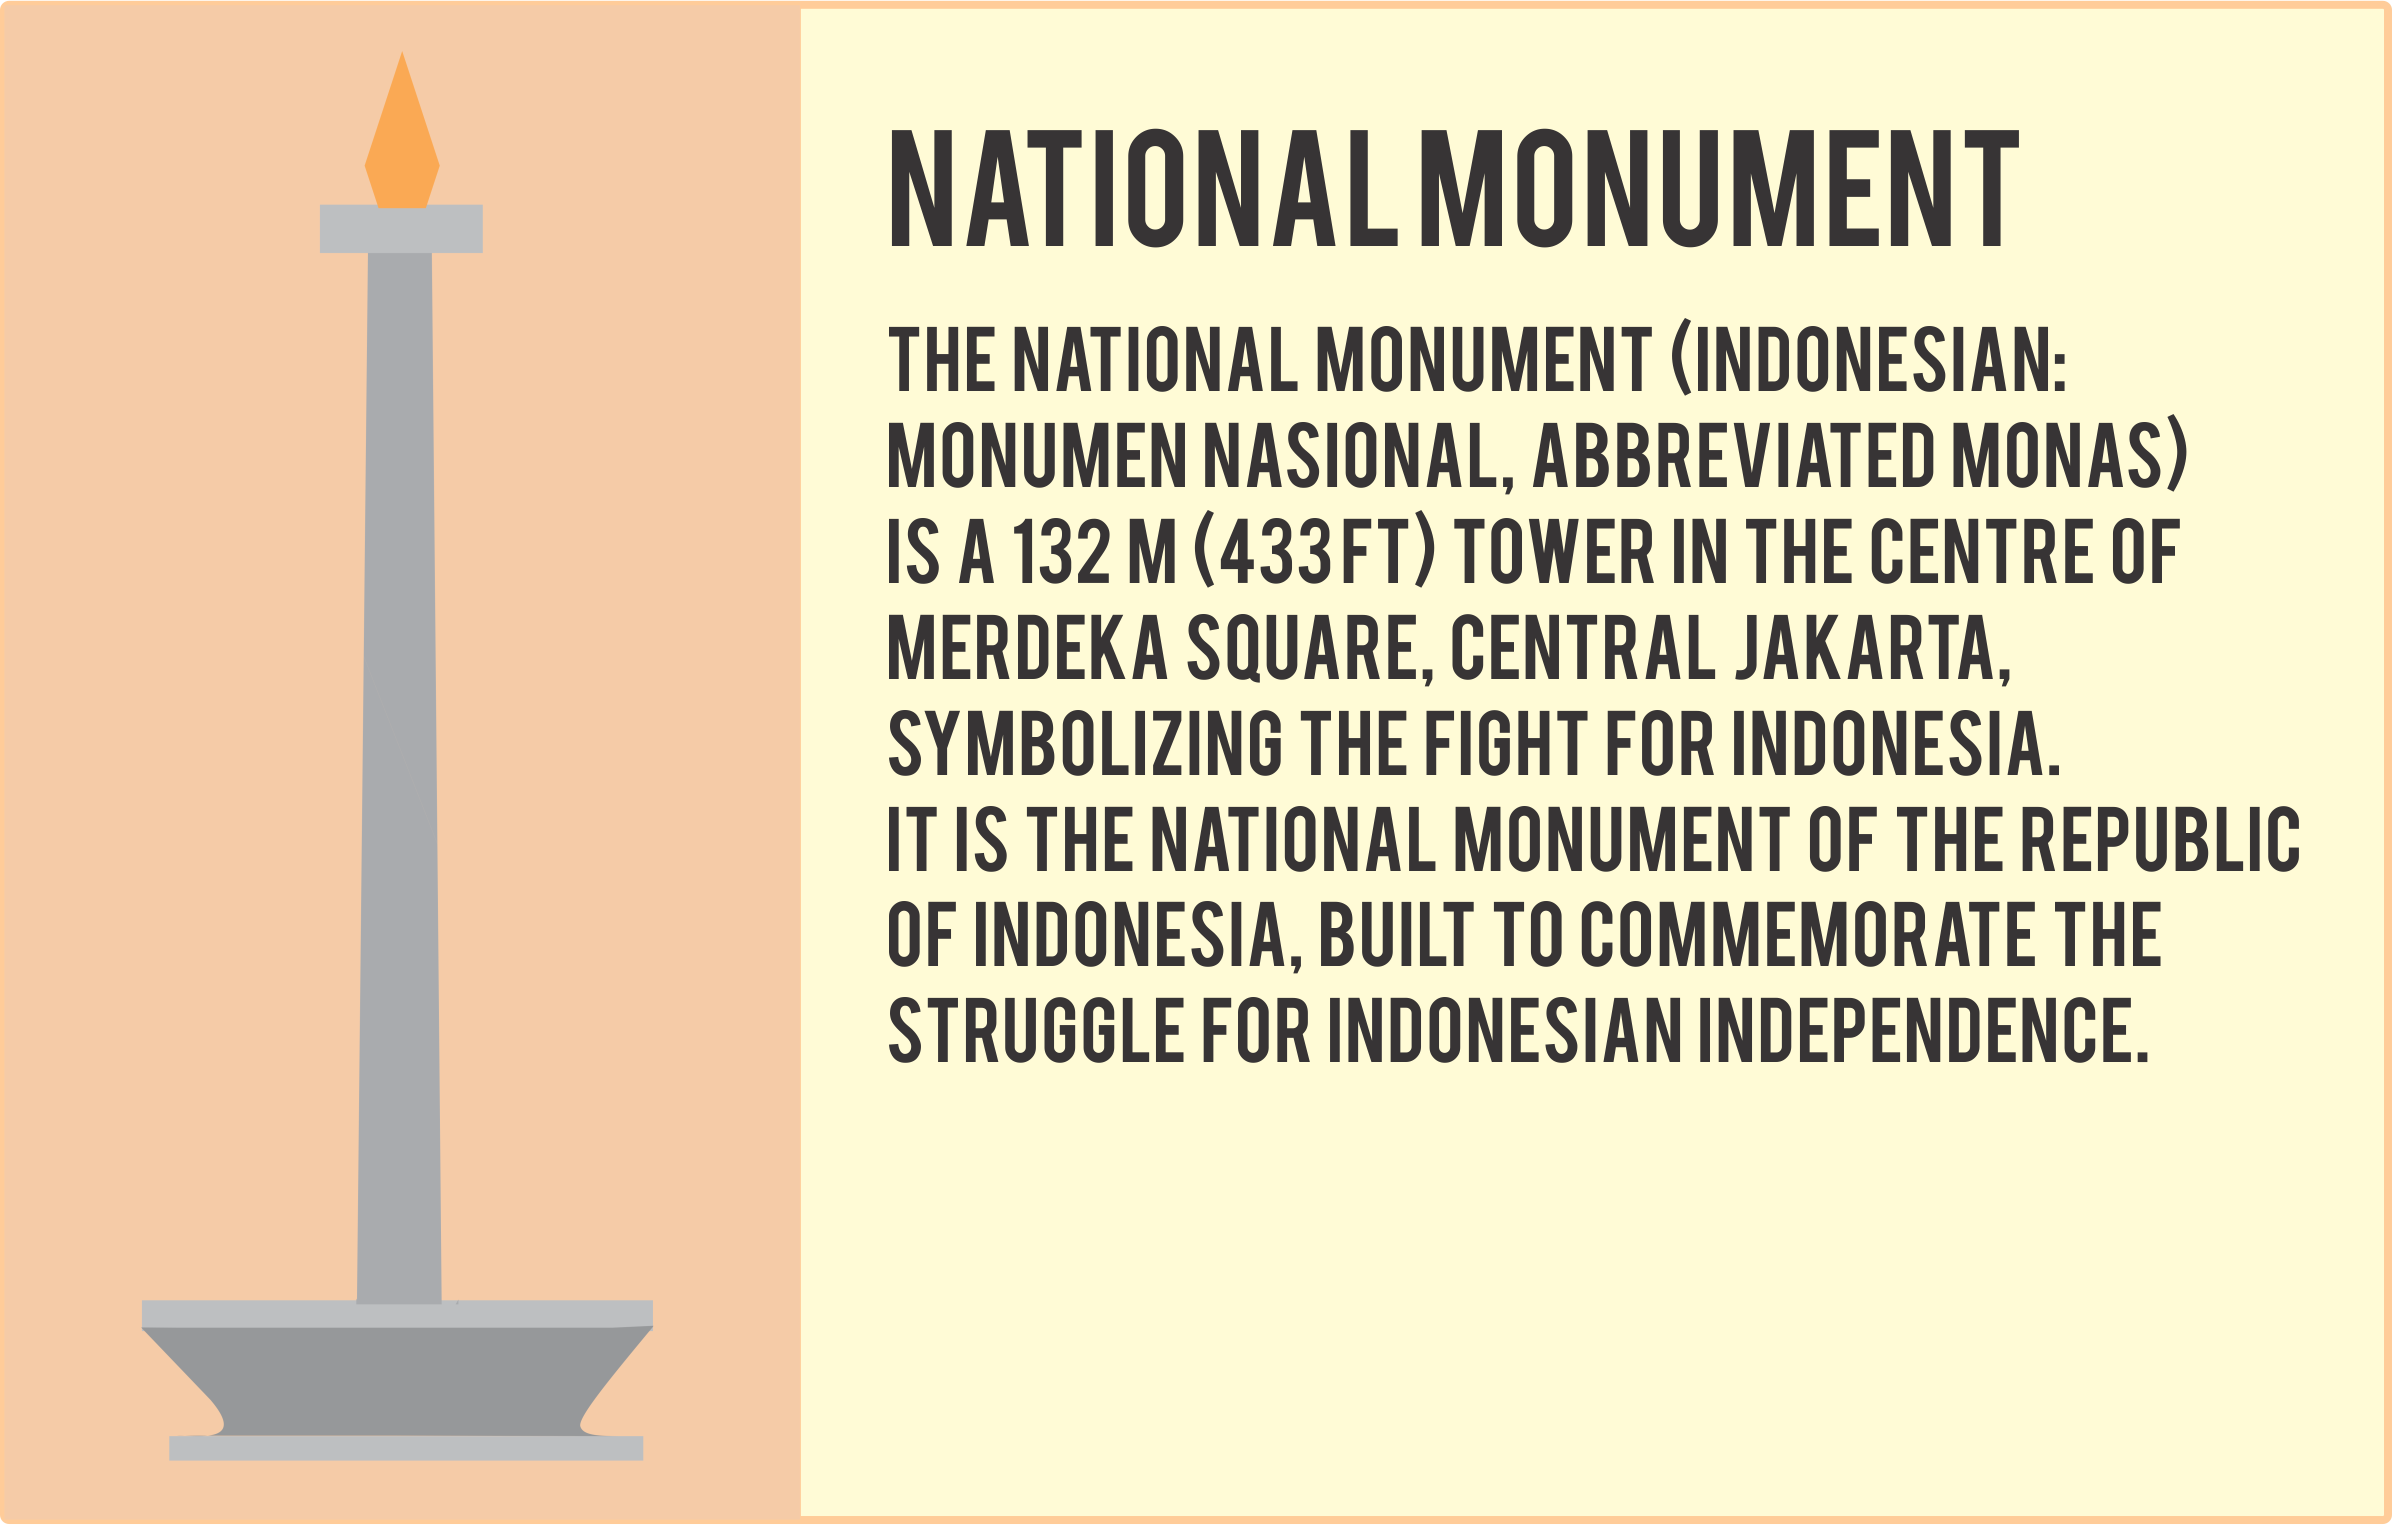 NATIONAL MONUMENT
THE NATIONAL MONUMENT (INDONESIAN:
MONUMEN NASIONAL, ABBREVIATED MONAS)
IS A 132 M (433 FT) TOWER IN THE CENTRE OF
MERDEKA SQUARE, CENTRAL JAKARTA,
SYMBOLIZING THE FIGHT FOR INDONESIA.
IT IS THE NATIONAL MONUMENT OF THE REPUBLIC
OF INDONESIA, BUILT TO COMMEMORATE THE
STRUGGLE FOR INDONESIAN INDEPENDENCE.